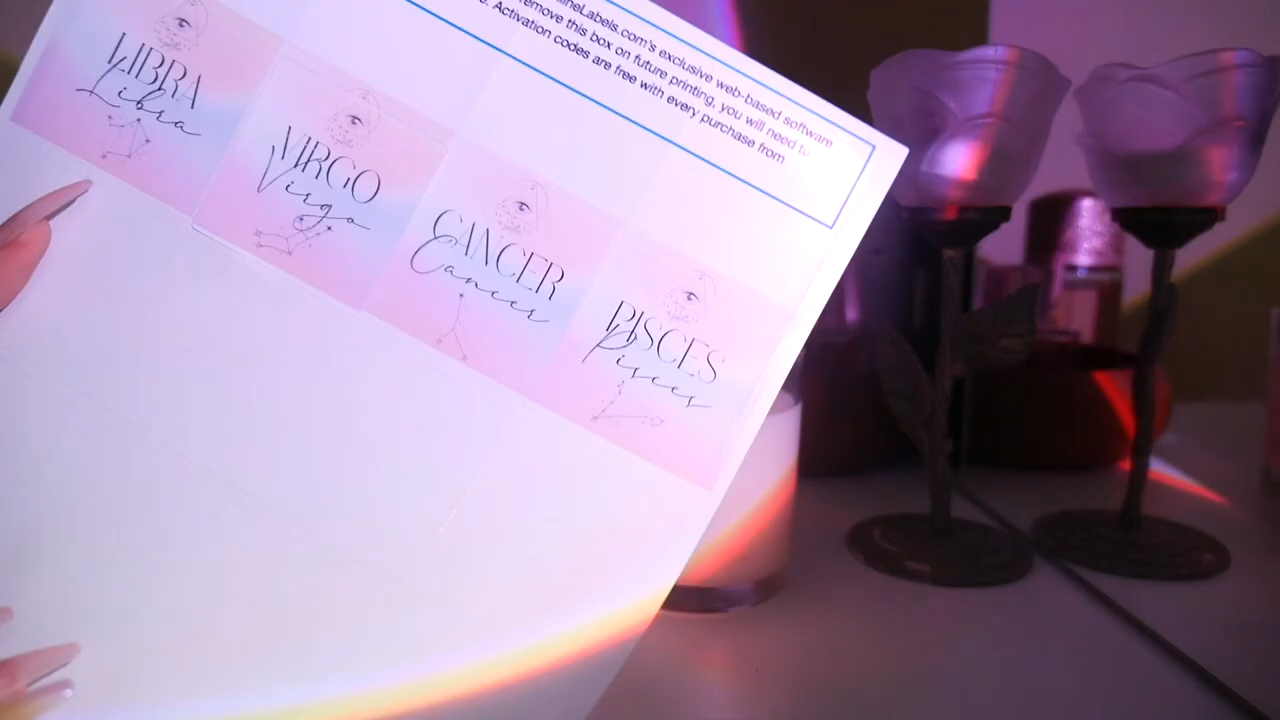 LIBRA
Libra
VIRGO
Virgo
CANCER
Cancer
PISCES
Pisces
lineLabels.com's exclusive web-based software
remove this box on future printing, you will need to
. Activation codes are free with every purchase from